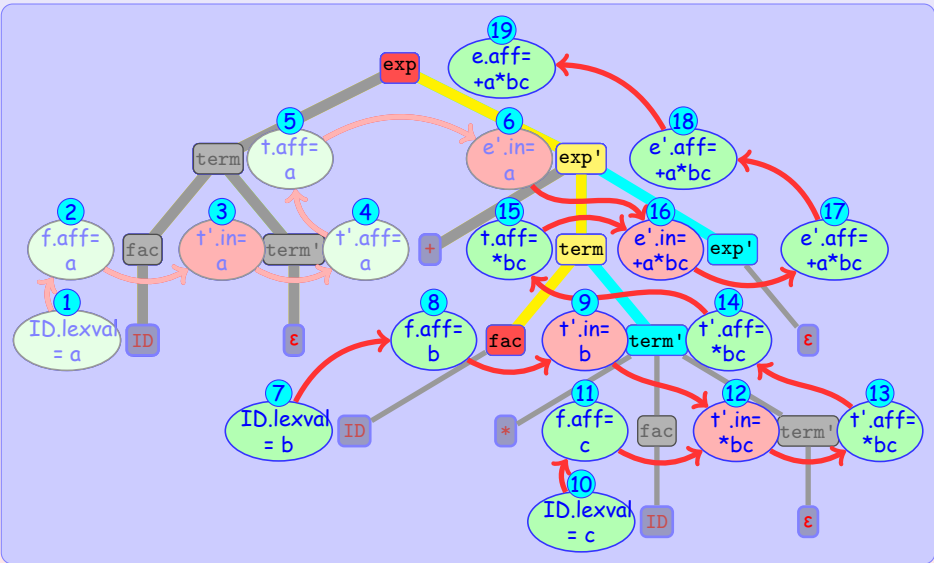 19
exp
e.aff=
+a*bc
5
6
18
term
t.aff=
a
e'.in=
a
exp'
e'.aff=
+a*bc
2
3
4
15
16
17
f.aff=
a
fac
t'.in=
a
term'
t'.aff=
a
+
t.aff=
*bc
term
e'.in=
+a*bc
exp'
e'.aff=
+a*bc
1
8
9
14
ID.lexval
= a
ID
ε
f.aff=
b
fac
t'.in=
b
term'
t'.aff=
*bc
ε
7
11
12
13
ID.lexval
= b
ID
*
f.aff=
c
fac
t'.in=
*bc
term'
t'.aff=
*bc
10
ID.lexval
= c
ID
ε